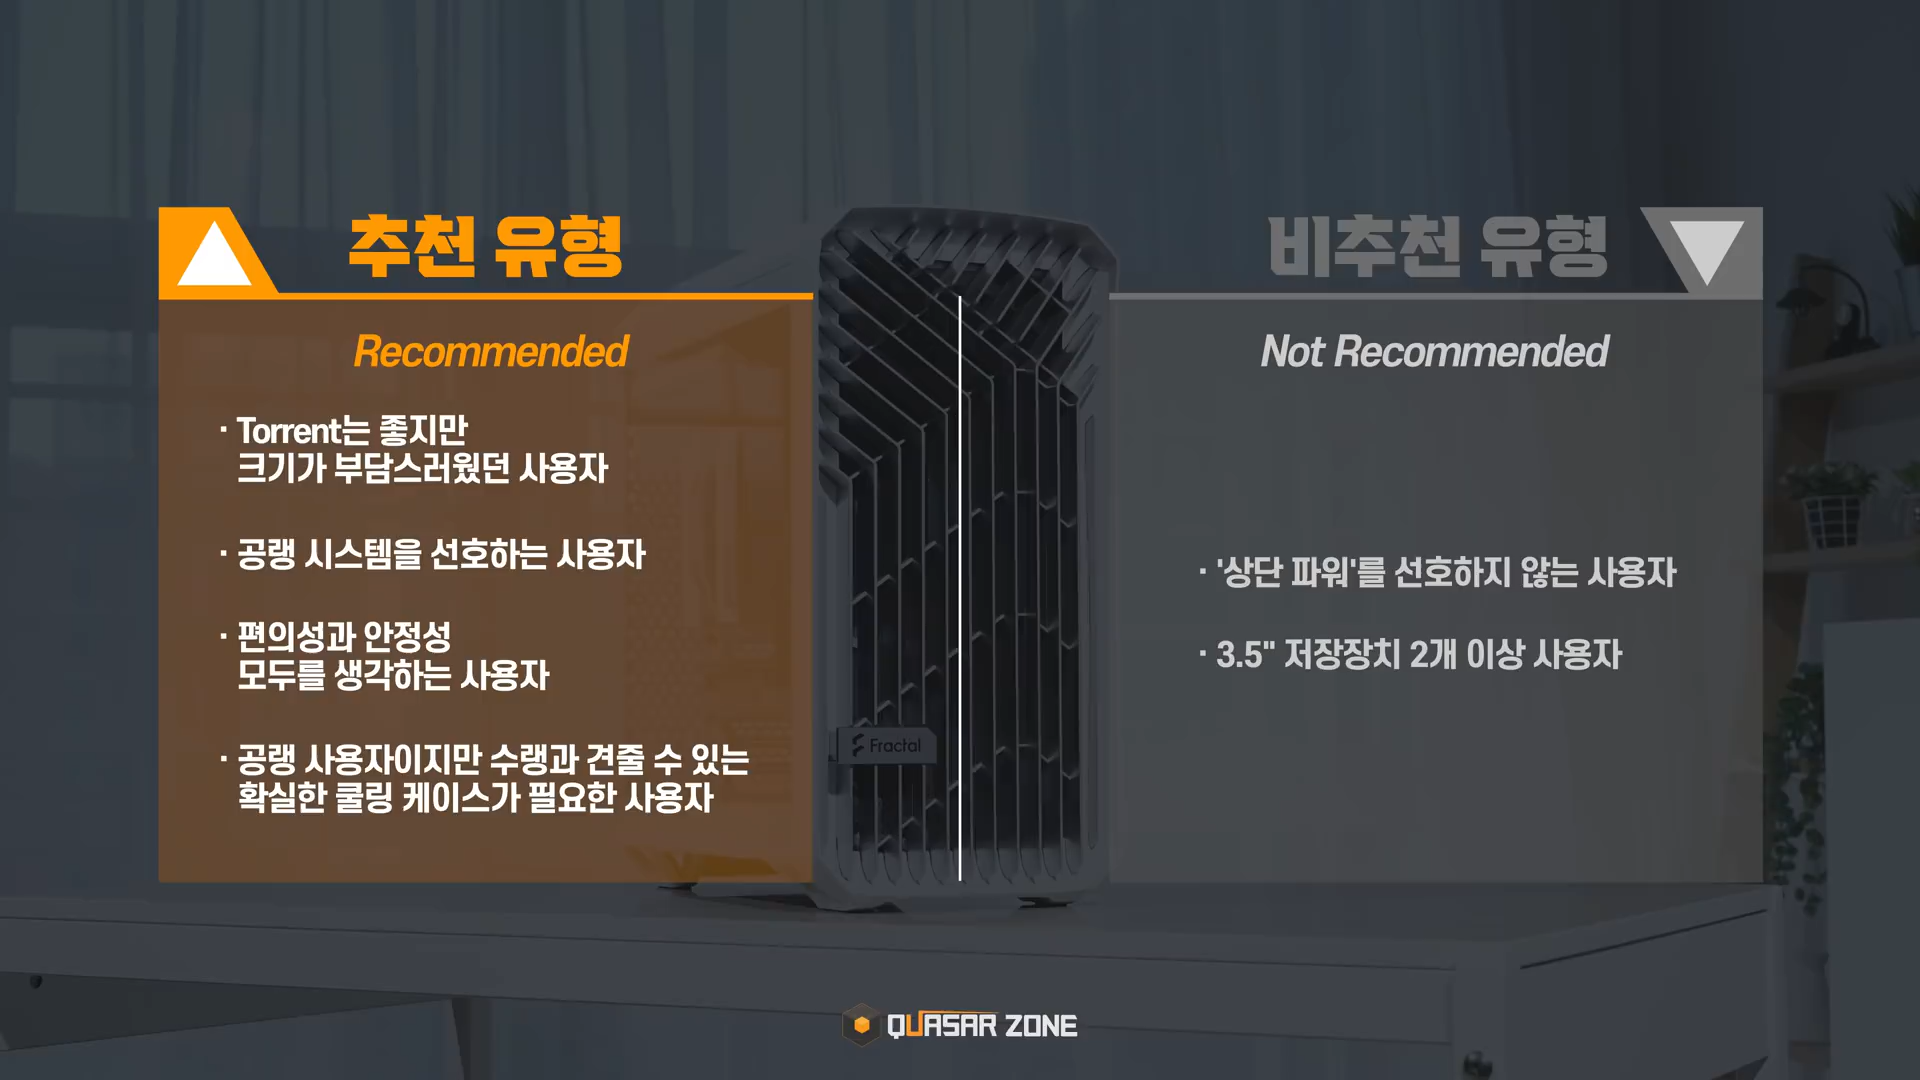 추천 유형
Recommended
· Torrent는 좋지만
크기가 부담스러웠던 사용자
· 공랭 시스템을 선호하는 사용자
· 편의성과 안정성
모두를 생각하는 사용자
· 공랭 사용자이지만 수랭과 견줄 수 있는
확실한 쿨링 케이스가 필요한 사용자
비추천 유형
Not Recommended
· '상단 파워'를 선호하지 않는 사용자
· 3.5" 저장장치 2개 이상 사용자
Fractal
QUASAR ZONE